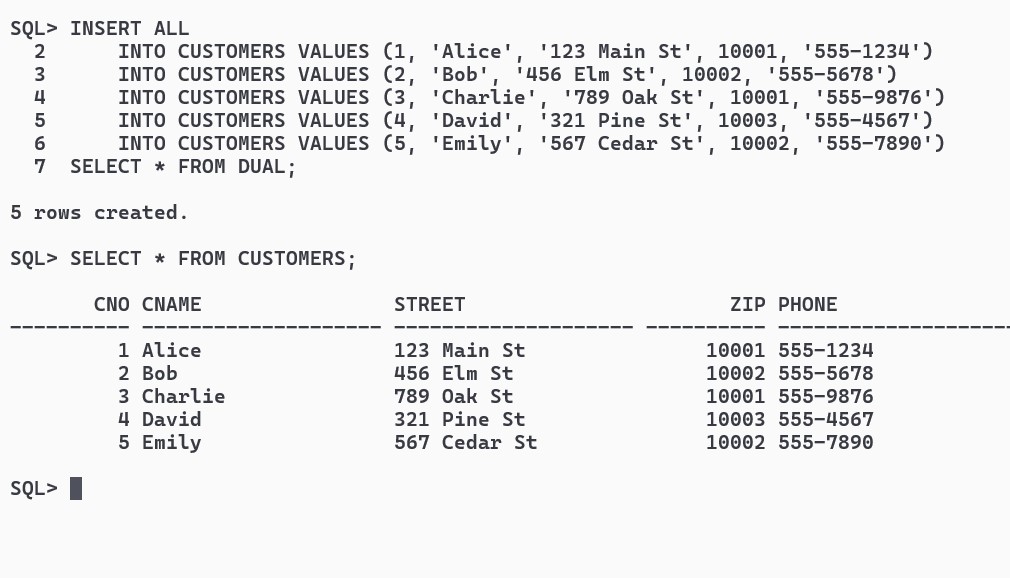 SQL> INSERT ALL
  2      INTO CUSTOMERS VALUES (1, 'Alice', '123 Main St', 10001, '555-1234')
  3      INTO CUSTOMERS VALUES (2, 'Bob', '456 Elm St', 10002, '555-5678')
  4      INTO CUSTOMERS VALUES (3, 'Charlie', '789 Oak St', 10001, '555-9876')
  5      INTO CUSTOMERS VALUES (4, 'David', '321 Pine St', 10003, '555-4567')
  6      INTO CUSTOMERS VALUES (5, 'Emily', '567 Cedar St', 10002, '555-7890')
  7  SELECT * FROM DUAL;

5 rows created.

SQL> SELECT * FROM CUSTOMERS;

       CNO CNAME                STREET                      ZIP PHONE
---------- -------------------- -------------------- ---------- --------------------
         1 Alice                123 Main St               10001 555-1234
         2 Bob                  456 Elm St                10002 555-5678
         3 Charlie              789 Oak St                10001 555-9876
         4 David                321 Pine St               10003 555-4567
         5 Emily                567 Cedar St              10002 555-7890

SQL>